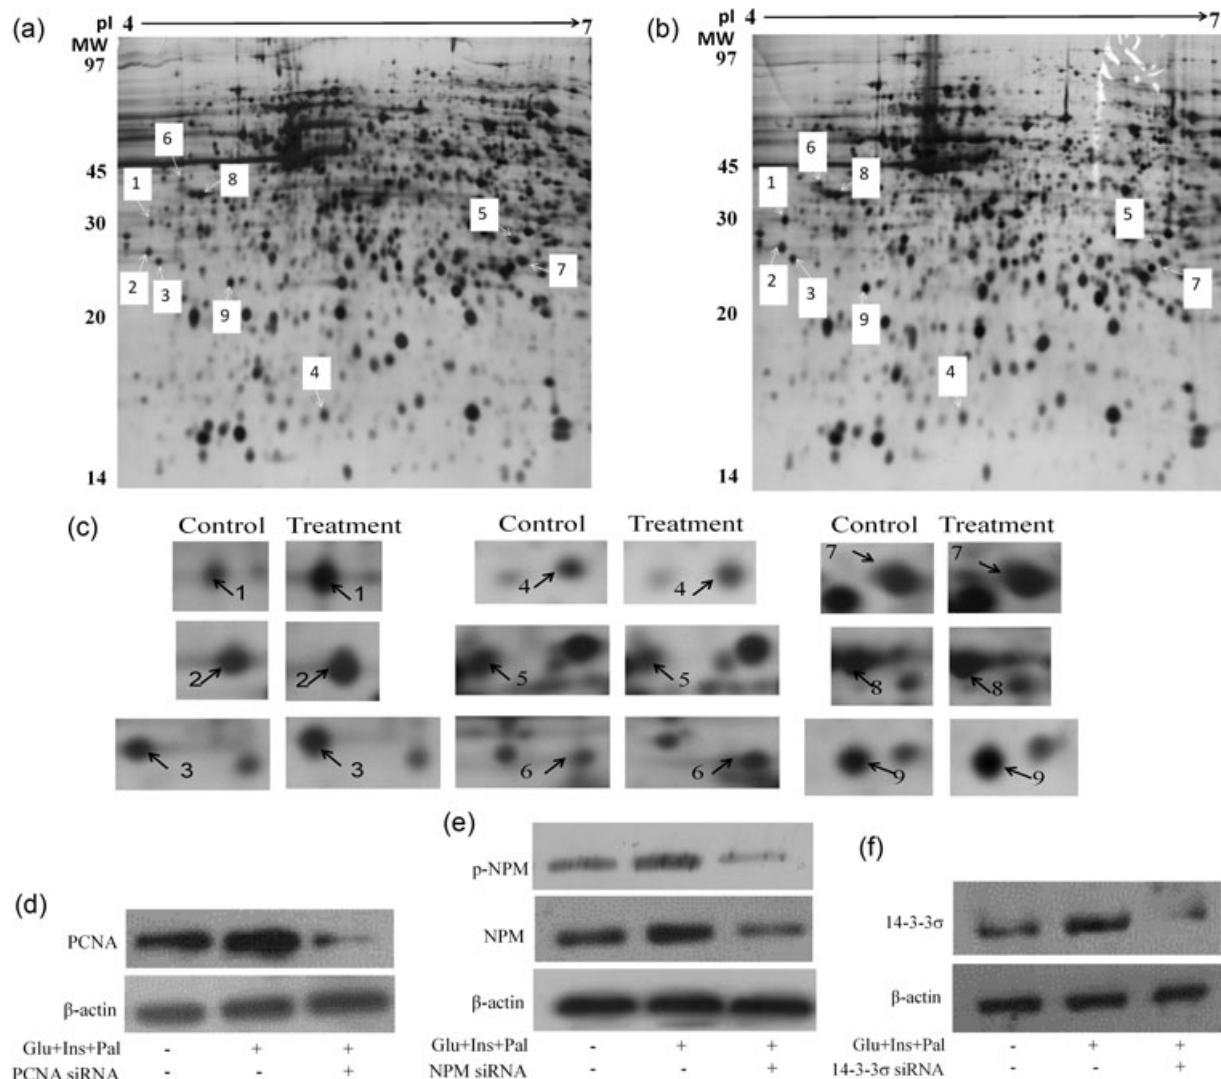 (a)
pI 4 7
MW
97
45
30
20
14
6
1
8
5
2
3
9
7
4
(b)
pI 4 7
MW
97
45
30
20
14
6
1
8
5
2
3
9
7
4
(c)
Control Treatment Control Treatment Control Treatment
1 1 4 4 7 7
2 2 5 5 8 8
3 3 6 6 9 9
(d)
PCNA
β-actin
Glu+Ins+Pal - + +
PCNA siRNA +
(e)
p-NPM
NPM
β-actin
Glu+Ins+Pal - + +
NPM siRNA +
(f)
14-3-3σ
β-actin
Glu+Ins+Pal - + +
14-3-3σ siRNA +